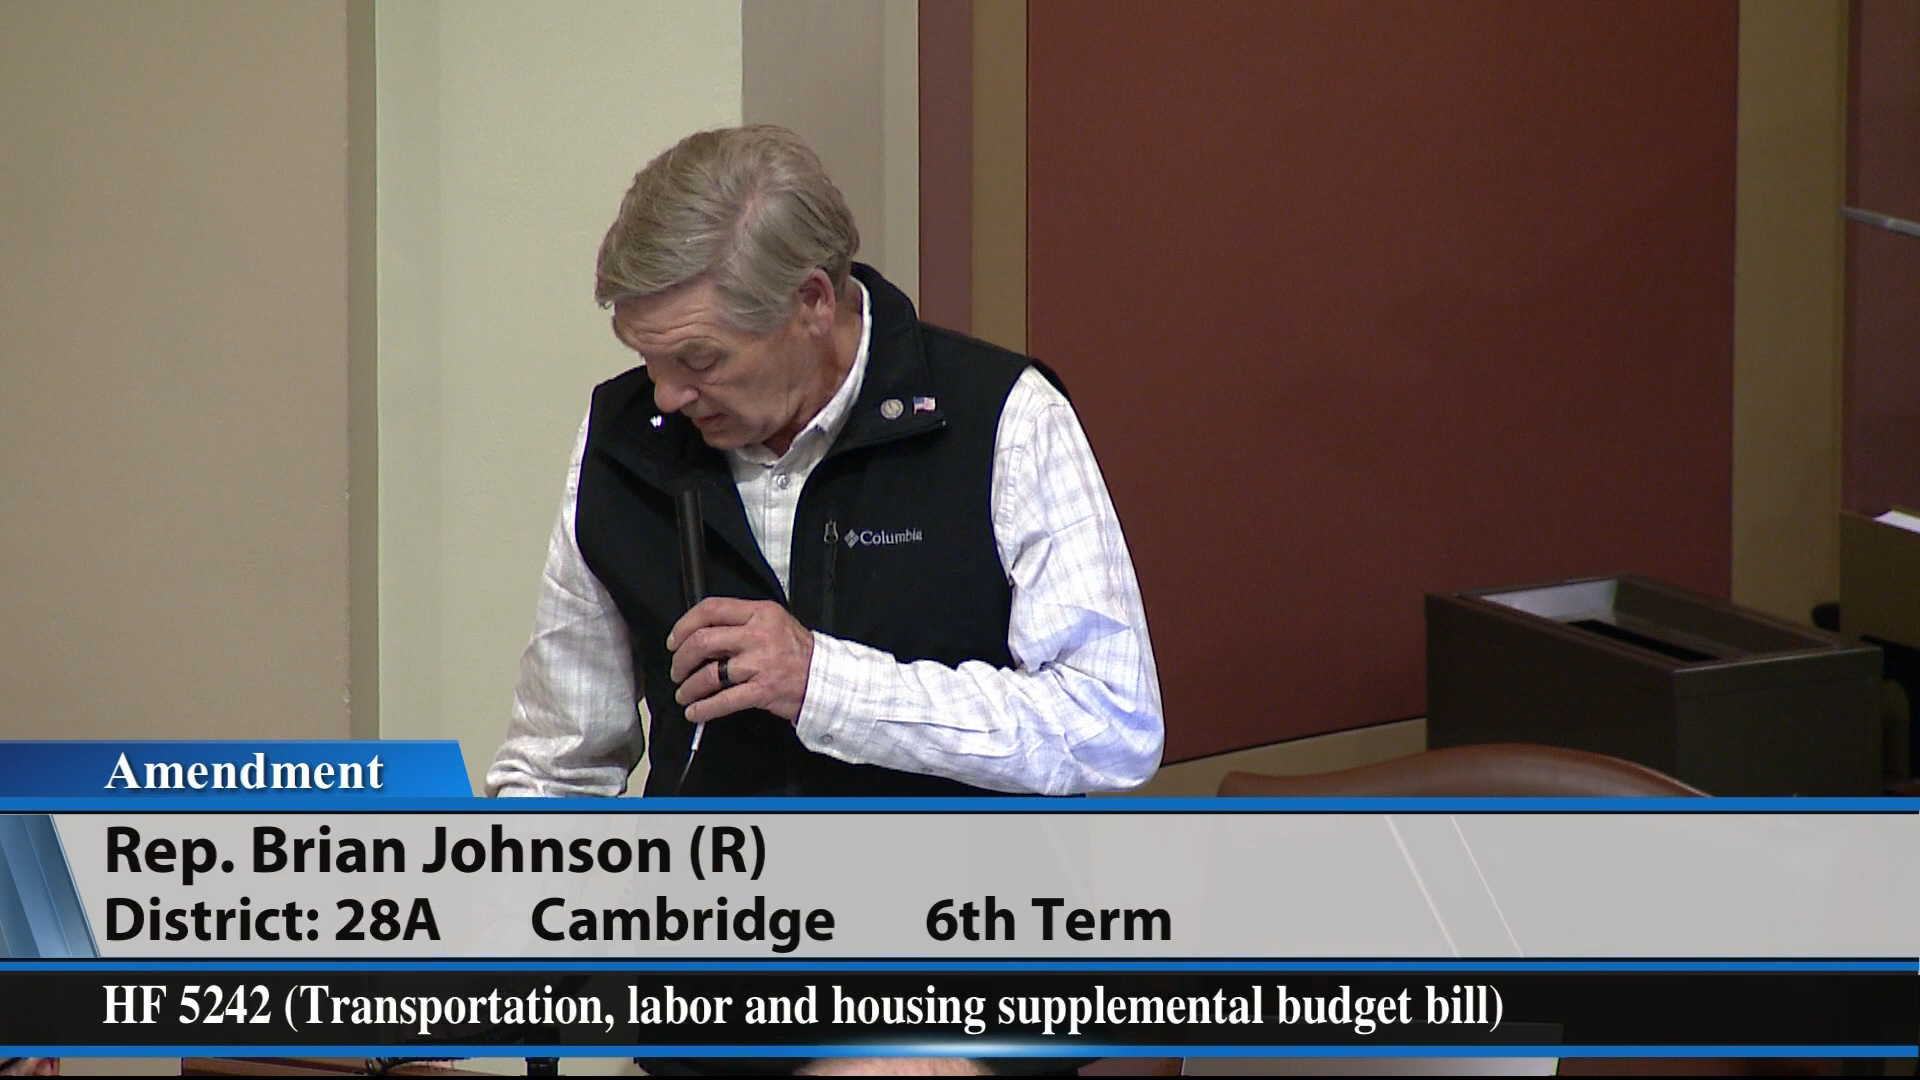 Columbia
Amendment
Rep. Brian Johnson (R)
District: 28A Cambridge 6th Term
HF 5242 (Transportation, labor and housing supplemental budget bill)